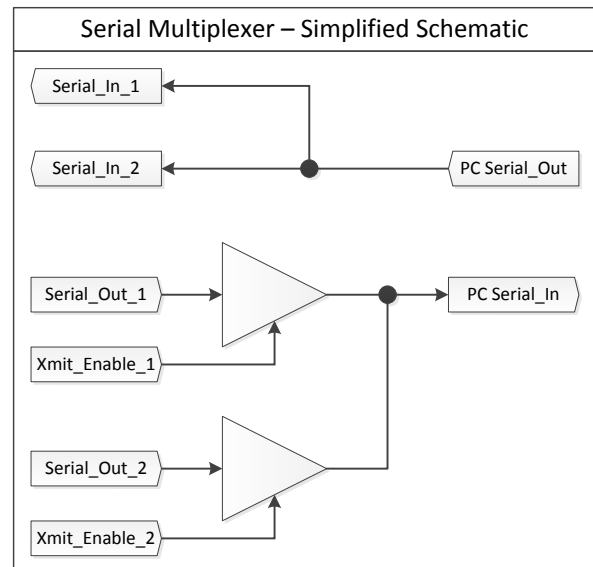 Serial Multiplexer – Simplified Schematic
Serial_In_1
Serial_In_2
PC Serial_Out
Serial_Out_1
PC Serial_In
Xmit_Enable_1
Serial_Out_2
Xmit_Enable_2